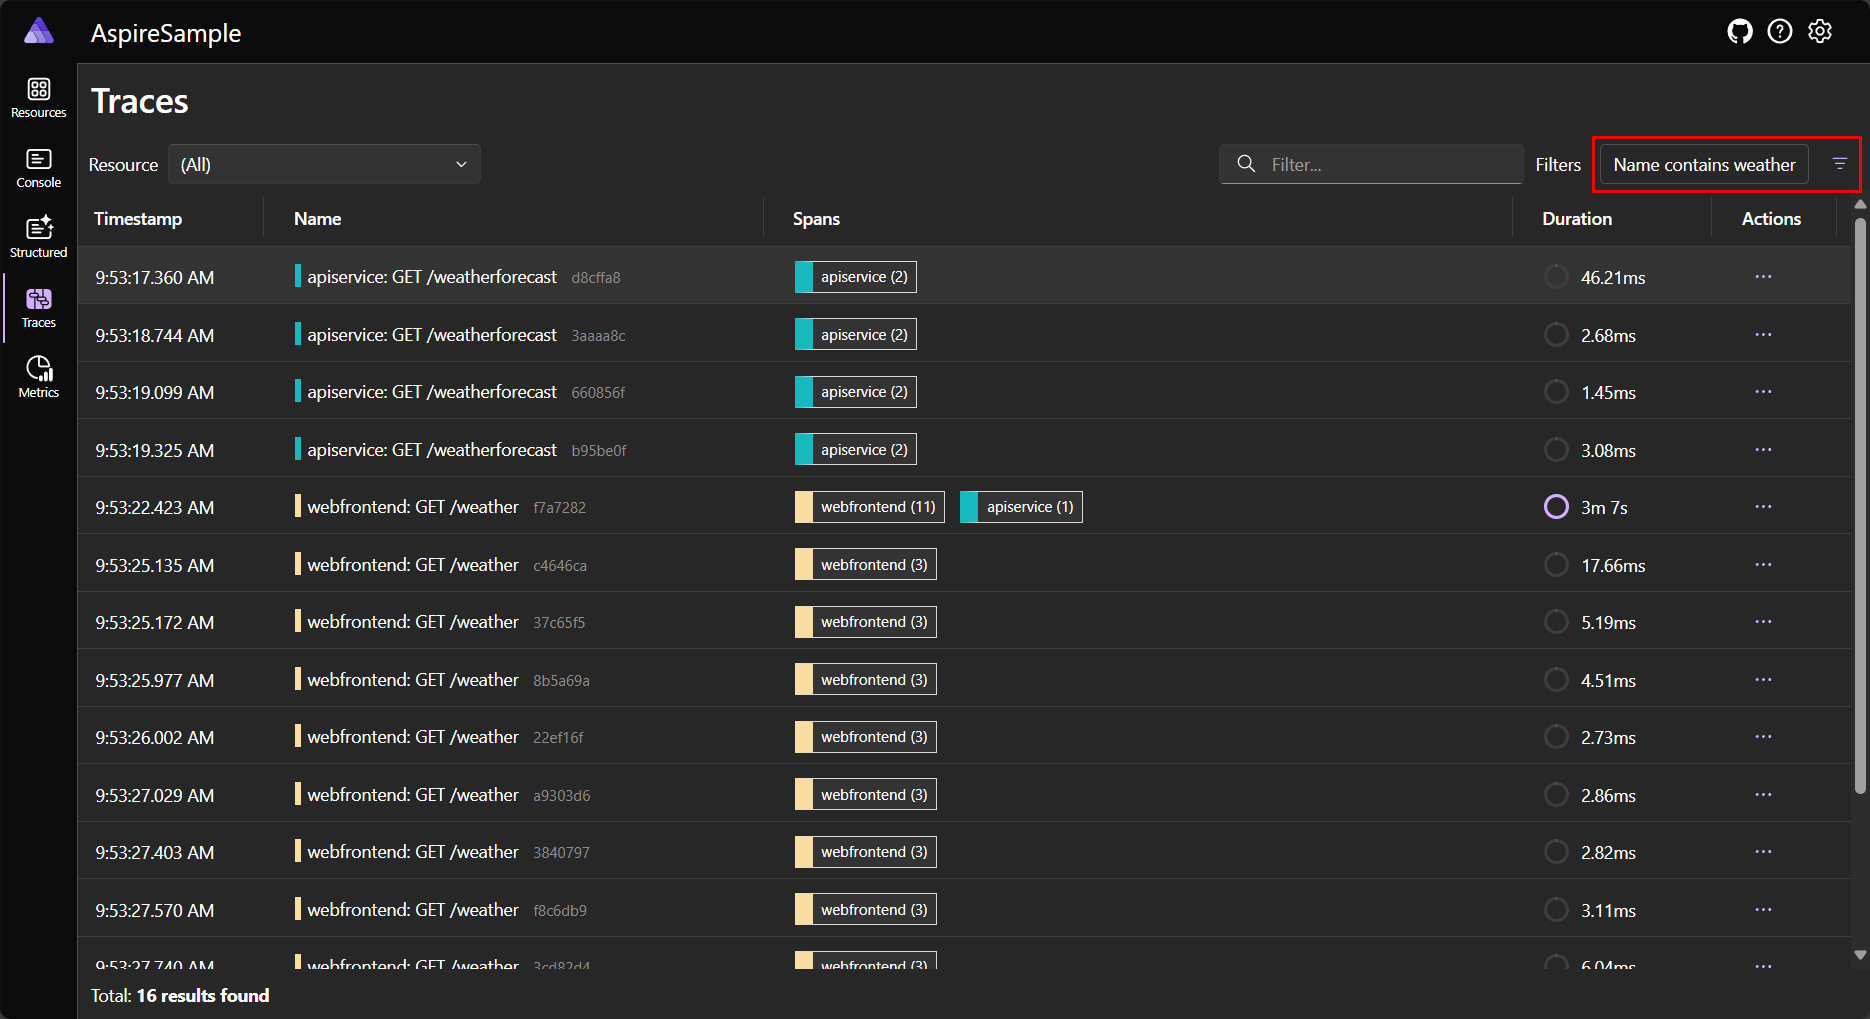 AspireSample
Resources
Console
Structured
Traces
Metrics
Traces
Resource (All) Filter... Filters Name contains weather
Timestamp Name Spans Duration Actions
9:53:17.360 AM apiservice: GET /weatherforecast d8cffa8 apiservice (2) 46.21ms ...
9:53:18.744 AM apiservice: GET /weatherforecast 3aaaa8c apiservice (2) 2.68ms ...
9:53:19.099 AM apiservice: GET /weatherforecast 660856f apiservice (2) 1.45ms ...
9:53:19.325 AM apiservice: GET /weatherforecast b95be0f apiservice (2) 3.08ms ...
9:53:22.423 AM webfrontend: GET /weather f7a7282 webfrontend (11) apiservice (1) 3m 7s ...
9:53:25.135 AM webfrontend: GET /weather c4646ca webfrontend (3) 17.66ms ...
9:53:25.172 AM webfrontend: GET /weather 37c65f5 webfrontend (3) 5.19ms ...
9:53:25.977 AM webfrontend: GET /weather 8b5a69a webfrontend (3) 4.51ms ...
9:53:26.002 AM webfrontend: GET /weather 22ef16f webfrontend (3) 2.73ms ...
9:53:27.029 AM webfrontend: GET /weather a9303d6 webfrontend (3) 2.86ms ...
9:53:27.403 AM webfrontend: GET /weather 3840797 webfrontend (3) 2.82ms ...
9:53:27.570 AM webfrontend: GET /weather f8c6db9 webfrontend (3) 3.11ms ...
9:53:27.740 AM webfrontend: GET /weather 3cd82d4 webfrontend (3) 6.04ms ...
Total: 16 results found